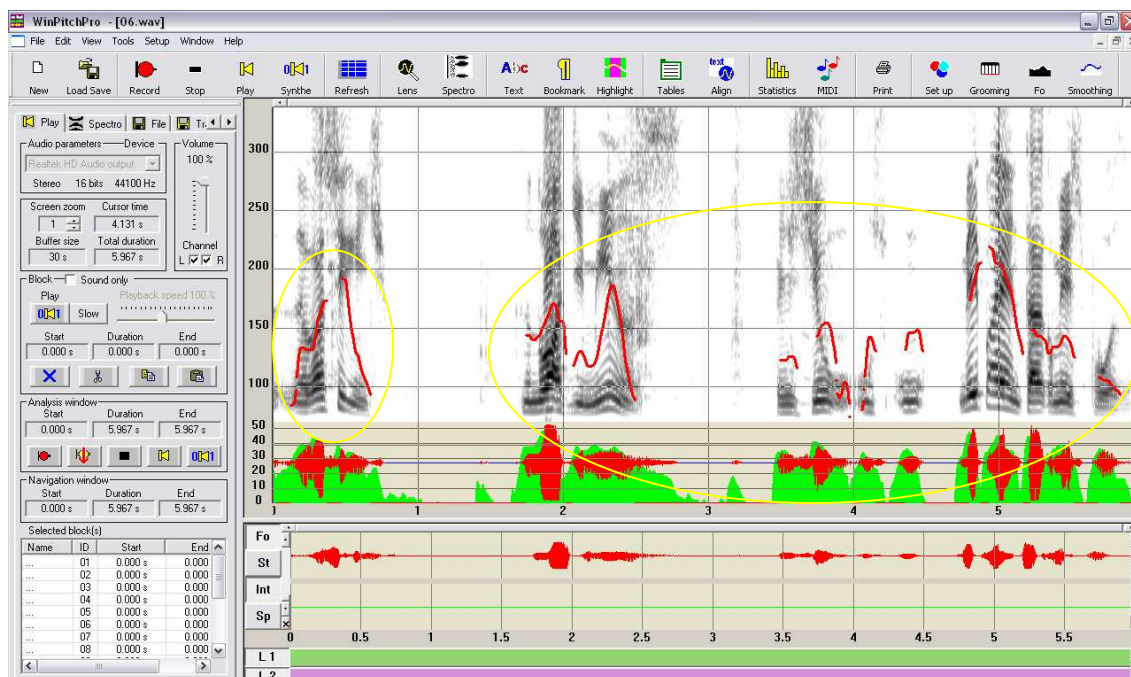 WinPitchPro - [06.wav]
File Edit View Tools Setup Window Help
New Load Save Record Stop Play Synthe Refresh Lens Spectro Text Bookmark Highlight Tables Align Statistics MIDI Print Set up Grooming Fo Smoothing
Play Spectro File
Audio parameters Device Volume
Realtek HD Audio output 100 %
Stereo 16 bits 44100 Hz
Screen zoom Cursor time
1 4.131 s
Buffer size Total duration
30 s 5.967 s
Channel
L R
Block Sound only
Play Playback speed 100 %
Slow
Start Duration End
0.000 s 0.000 s 0.000 s
Analysis window
Start Duration End
0.000 s 5.967 s 5.967 s
Navigation window
Start Duration End
0.000 s 5.967 s 5.967 s
Selected block(s)
Name ID Start End
... 01 0.000 s 0.000
... 02 0.000 s 0.000
... 03 0.000 s 0.000
... 04 0.000 s 0.000
... 05 0.000 s 0.000
... 06 0.000 s 0.000
... 07 0.000 s 0.000
... 08 0.000 s 0.000
300
250
200
150
100
50
40
30
20
10
0
1 2 3 4 5
Fo
St
Int
Sp
0 0.5 1 1.5 2 2.5 3 3.5 4 4.5 5 5.5
L 1
L 2